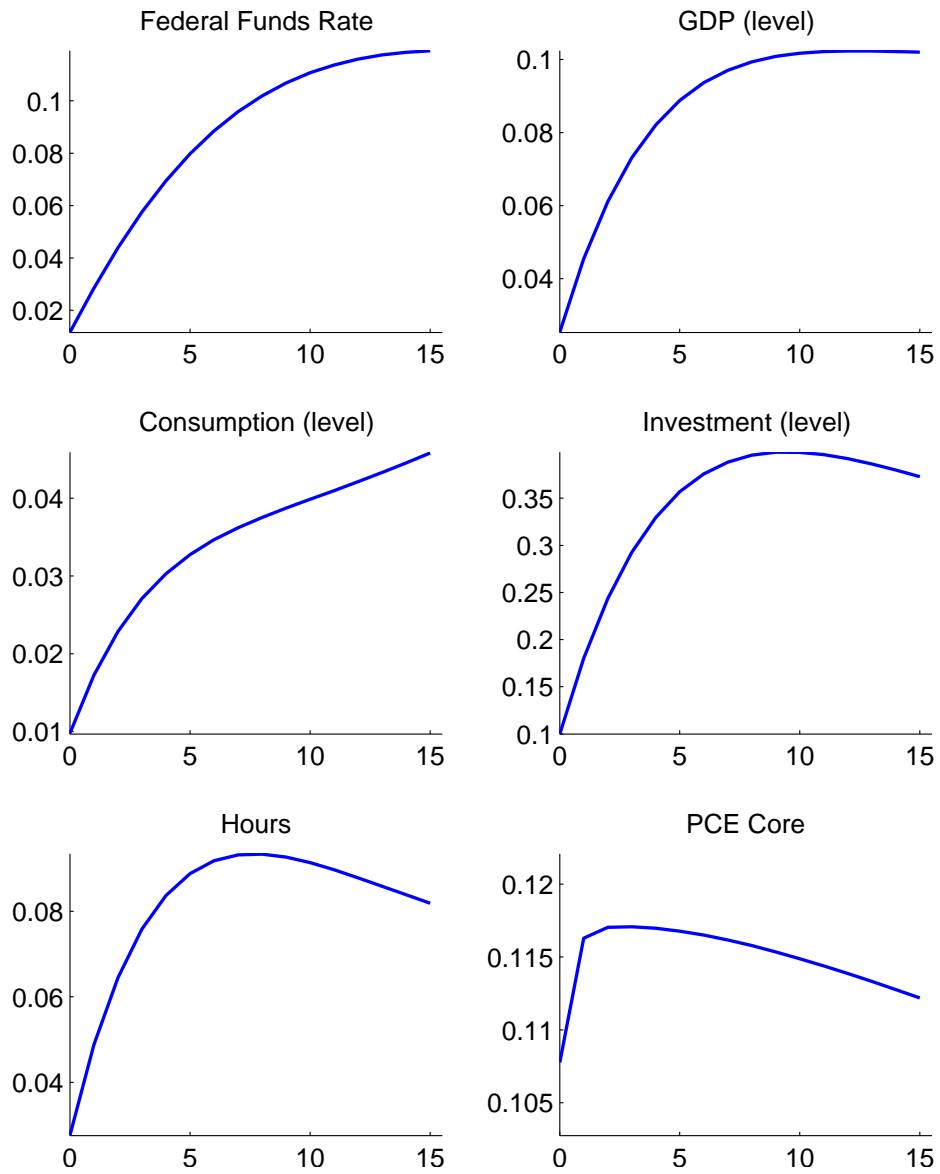 Federal Funds Rate
0.1
0.08
0.06
0.04
0.02
0 5 10 15
GDP (level)
0.1
0.08
0.06
0.04
0 5 10 15
Consumption (level)
0.04
0.03
0.02
0.01
0 5 10 15
Investment (level)
0.35
0.3
0.25
0.2
0.15
0.1
0 5 10 15
Hours
0.08
0.06
0.04
0 5 10 15
PCE Core
0.12
0.115
0.11
0.105
0 5 10 15